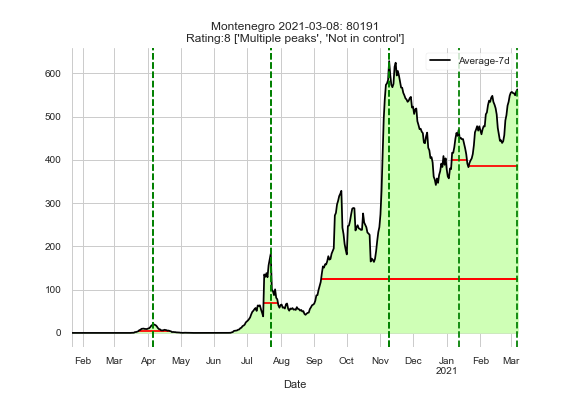 Montenegro 2021-03-08: 80191
Rating:8 ['Multiple peaks', 'Not in control']
Average-7d
600
500
400
300
200
100
0
Feb Mar Apr May Jun Jul Aug Sep Oct Nov Dec Jan Feb Mar
2021
Date